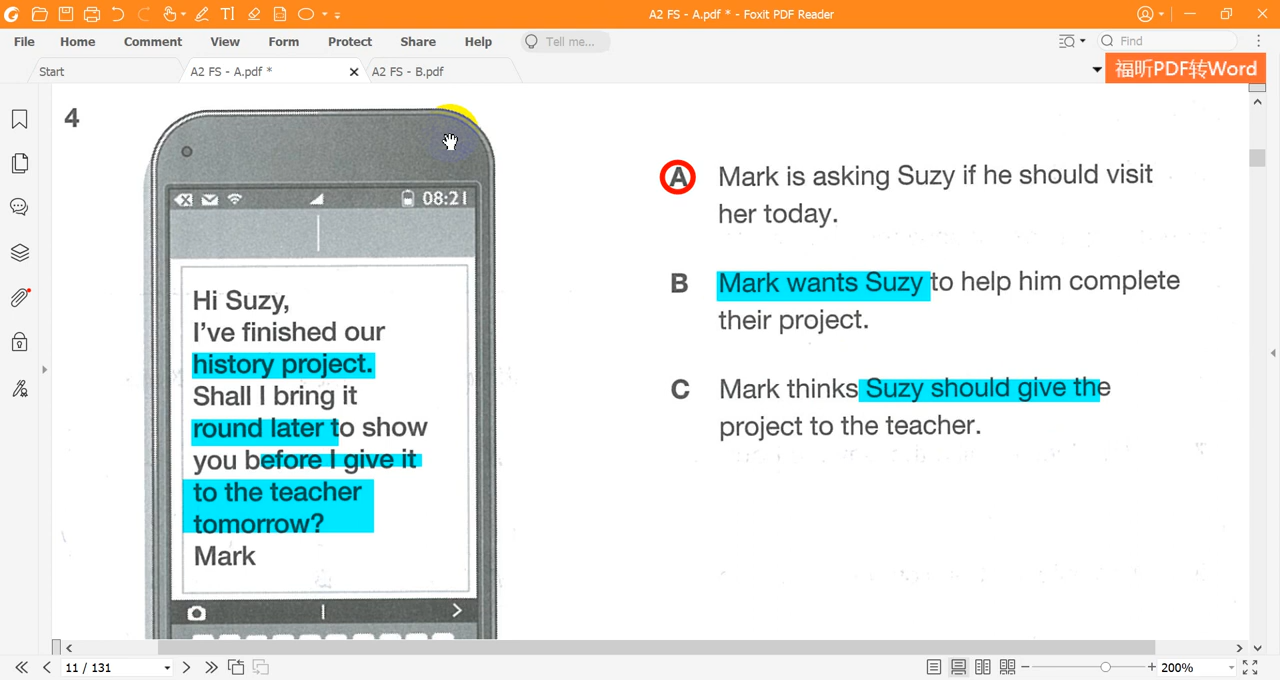 A2 FS - A.pdf * - Foxit PDF Reader
File Home Comment View Form Protect Share Help Tell me... Find
Start A2 FS - A.pdf * A2 FS - B.pdf 福昕PDF转Word
4
08:21
Hi Suzy,
I've finished our
history project.
Shall I bring it
round later to show
you before I give it
to the teacher
tomorrow?
Mark
A Mark is asking Suzy if he should visit
her today.
B Mark wants Suzy to help him complete
their project.
C Mark thinks Suzy should give the
project to the teacher.
11 / 131 200%